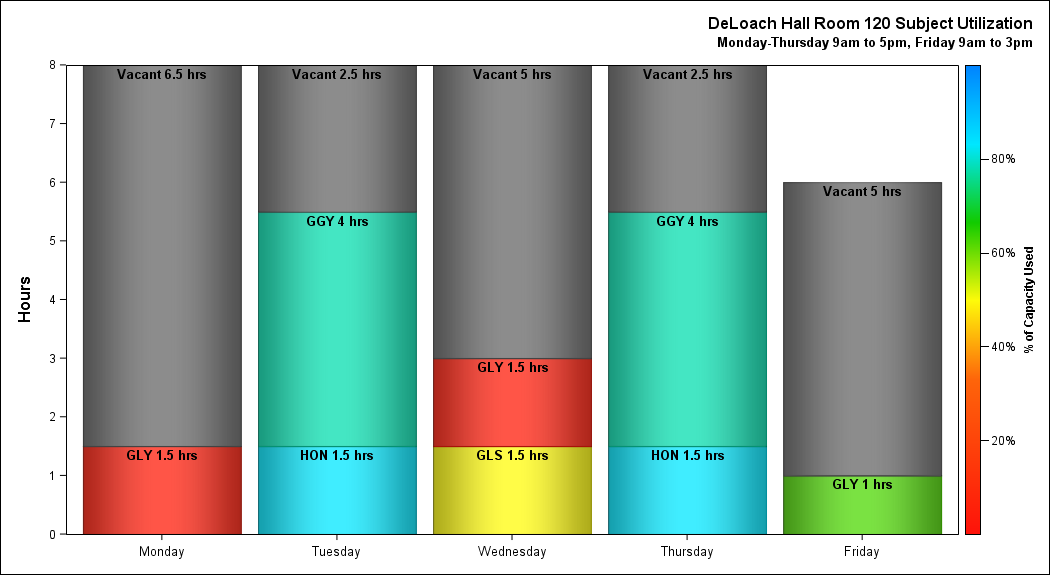 DeLoach Hall Room 120 Subject Utilization
Monday-Thursday 9am to 5pm, Friday 9am to 3pm
8
7
6
5
4
3
2
1
0
Hours
Vacant 6.5 hrs
GLY 1.5 hrs
Vacant 2.5 hrs
GGY 4 hrs
HON 1.5 hrs
Vacant 5 hrs
GLY 1.5 hrs
GLS 1.5 hrs
Vacant 2.5 hrs
GGY 4 hrs
HON 1.5 hrs
Vacant 5 hrs
GLY 1 hrs
Monday Tuesday Wednesday Thursday Friday
80%
60%
40%
20%
% of Capacity Used